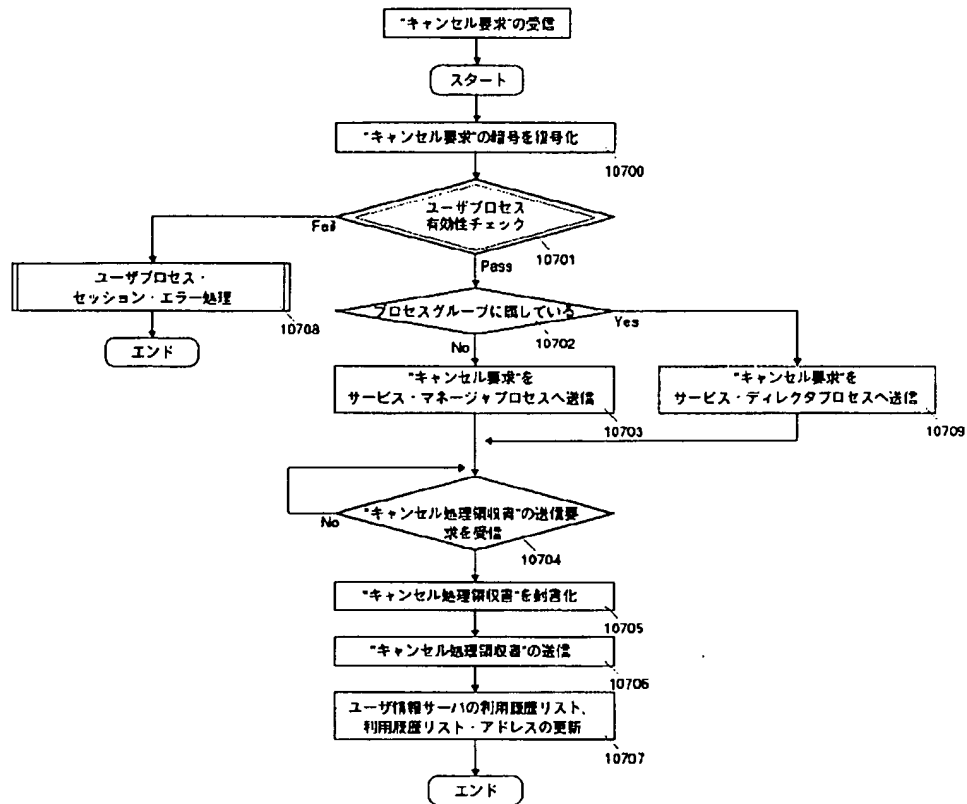 "キャンセル要求"の受信
スタート
"キャンセル要求"の暗号を復号化
10700
ユーザプロセス
有効性チェック
Fail
10701
Pass
ユーザプロセス・
セッション・エラー処理
10708
プロセスグループに属している
Yes
10702
No
エンド
"キャンセル要求"を
サービス・マネージャプロセスへ送信
10703
"キャンセル要求"を
サービス・ディレクタプロセスへ送信
10709
No
"キャンセル処理領収書"の送信要
求を受信
10704
"キャンセル処理領収書"を封書化
10705
"キャンセル処理領収書"の送信
10706
ユーザ情報サーバの利用履歴リスト、
利用履歴リスト・アドレスの更新
10707
エンド